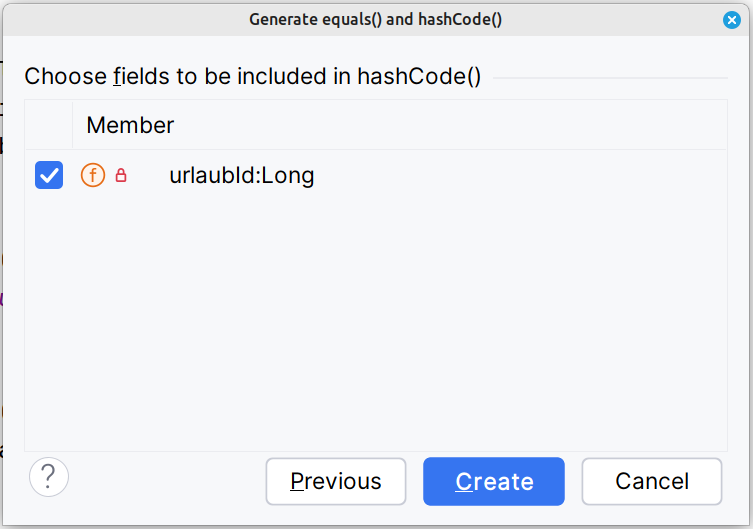 Generate equals() and hashCode()
Choose fields to be included in hashCode()
Member
f urlaubId:Long
? Previous Create Cancel